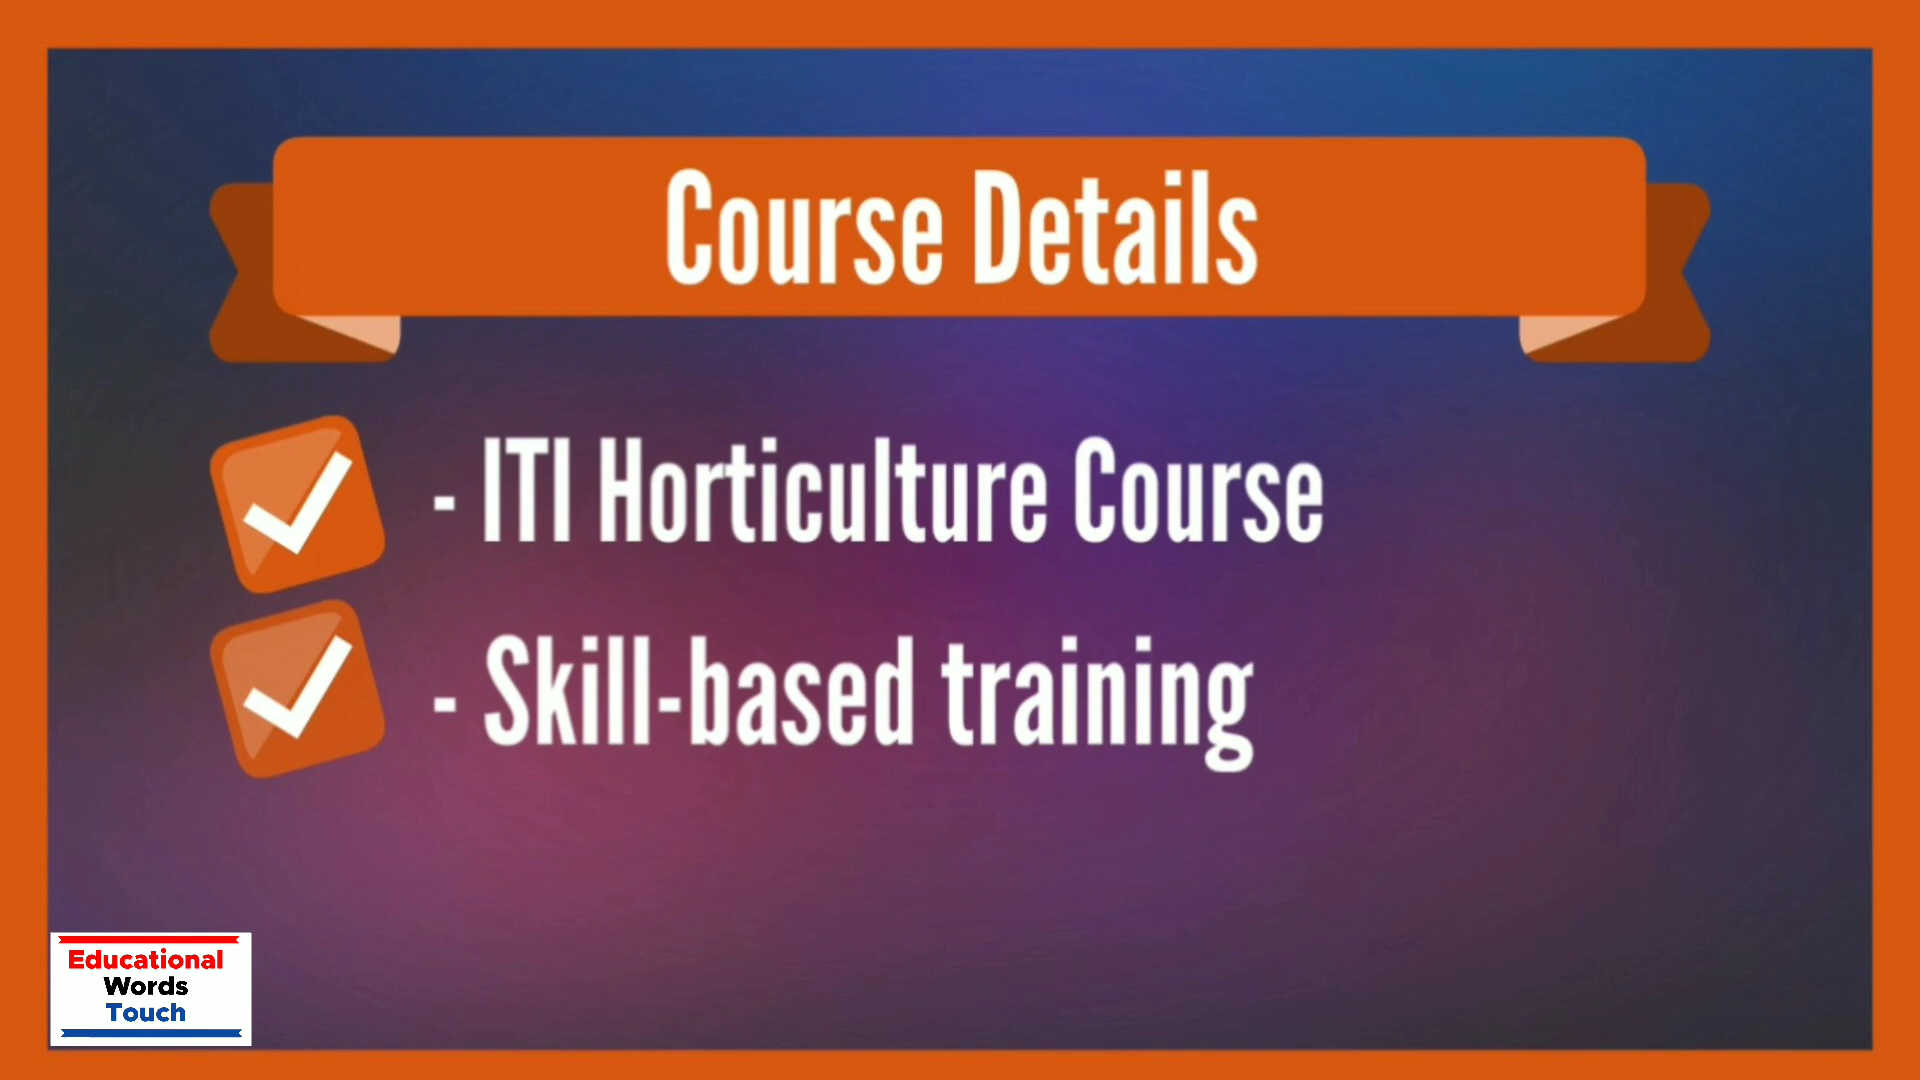 Course Details
- ITI Horticulture Course
- Skill-based training
Educational
Words
Touch